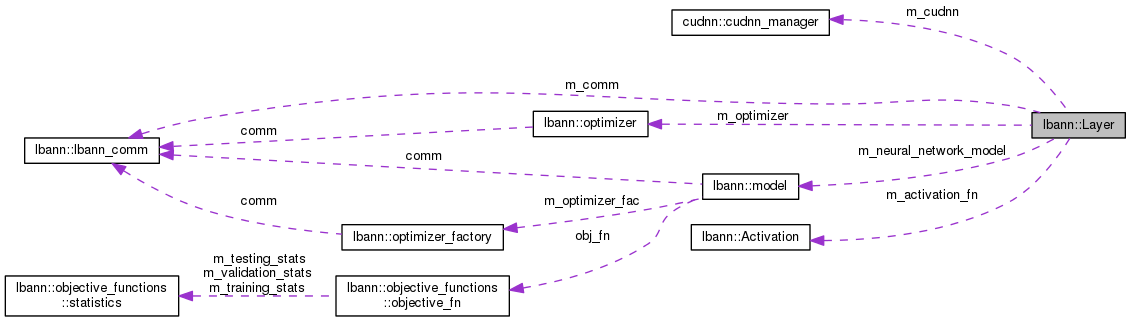 m_cudnn
cudnn::cudnn_manager
m_comm
lbann::optimizer
m_optimizer
lbann::Layer
comm
lbann::lbann_comm
comm
m_neural_network_model
lbann::model
m_activation_fn
comm
m_optimizer_fac
lbann::optimizer_factory
obj_fn
lbann::Activation
m_testing_stats
m_validation_stats
m_training_stats
lbann::objective_functions
::statistics
lbann::objective_functions
::objective_fn